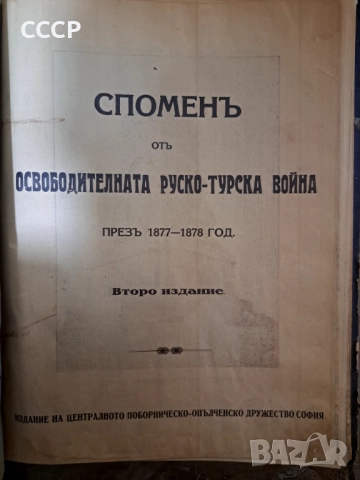 СССР
СПОМЕНЪ
отъ
ОСВОБОДИТЕЛНАТА РУСКО-ТУРСКА ВОЙНА
ПРЕЗЪ 1877—1878 ГОД.
Второ издание.
ИЗДАНИЕ НА ЦЕНТРАЛНОТО ПОБОРНИЧЕСКО-ОПЪЛЧЕНСКО ДРУЖЕСТВО СОФИЯ
BAZAR